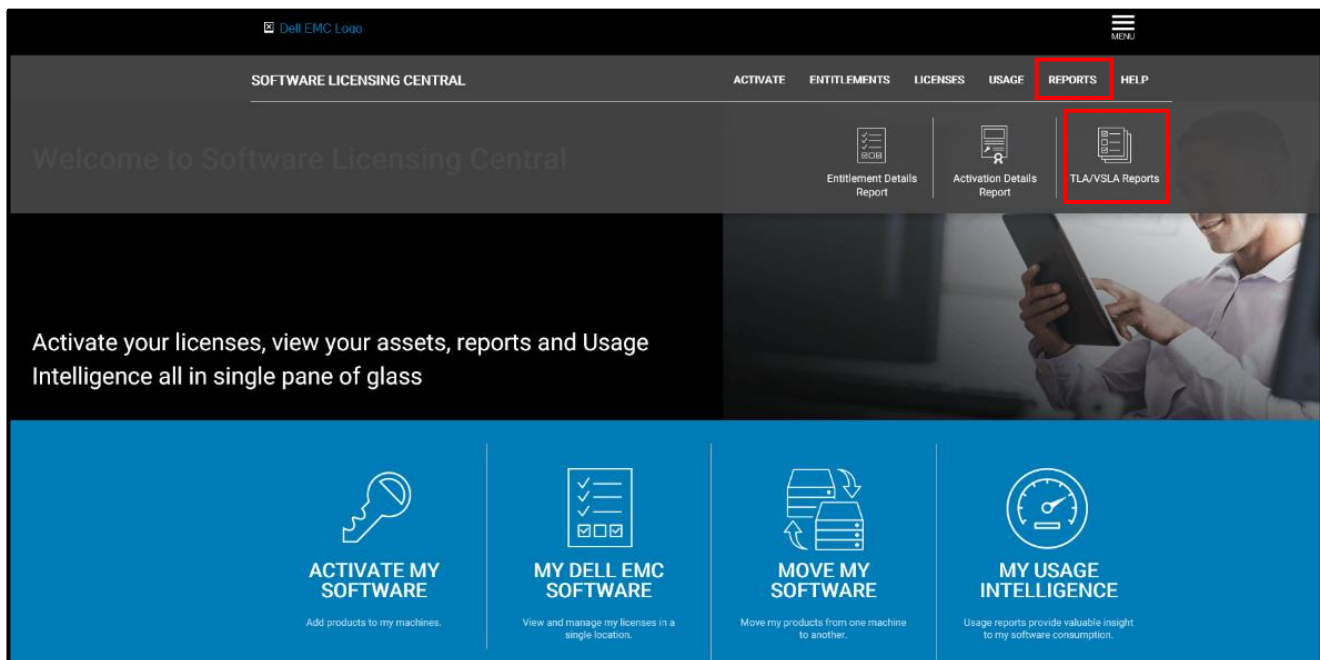 Dell EMC Logo
MENU
SOFTWARE LICENSING CENTRAL
ACTIVATE ENTITLEMENTS LICENSES USAGE REPORTS HELP
Welcome to Software Licensing Central
Entitlement Details
Report
Activation Details
Report
TLA/VSLA Reports
Activate your licenses, view your assets, reports and Usage
Intelligence all in single pane of glass
ACTIVATE MY
SOFTWARE
Add products to my machines.
MY DELL EMC
SOFTWARE
View and manage my licenses in a
single location.
MOVE MY
SOFTWARE
Move my products from one machine
to another.
MY USAGE
INTELLIGENCE
Usage reports provide valuable insight
to my software consumption.